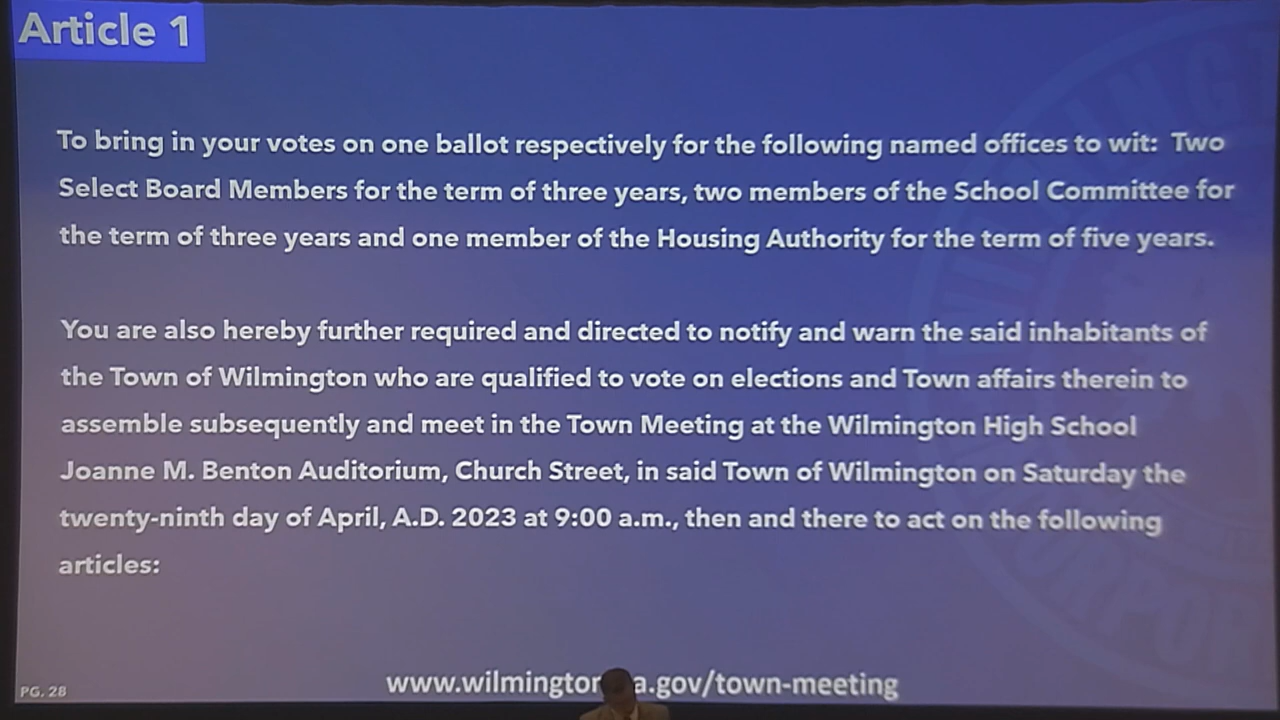 Article 1
To bring in your votes on one ballot respectively for the following named offices to wit: Two
Select Board Members for the term of three years, two members of the School Committee for
the term of three years and one member of the Housing Authority for the term of five years.
You are also hereby further required and directed to notify and warn the said inhabitants of
the Town of Wilmington who are qualified to vote on elections and Town affairs therein to
assemble subsequently and meet in the Town Meeting at the Wilmington High School
Joanne M. Benton Auditorium, Church Street, in said Town of Wilmington on Saturday the
twenty-ninth day of April, A.D. 2023 at 9:00 a.m., then and there to act on the following
articles:
PG. 28
a.gov/town-meeting